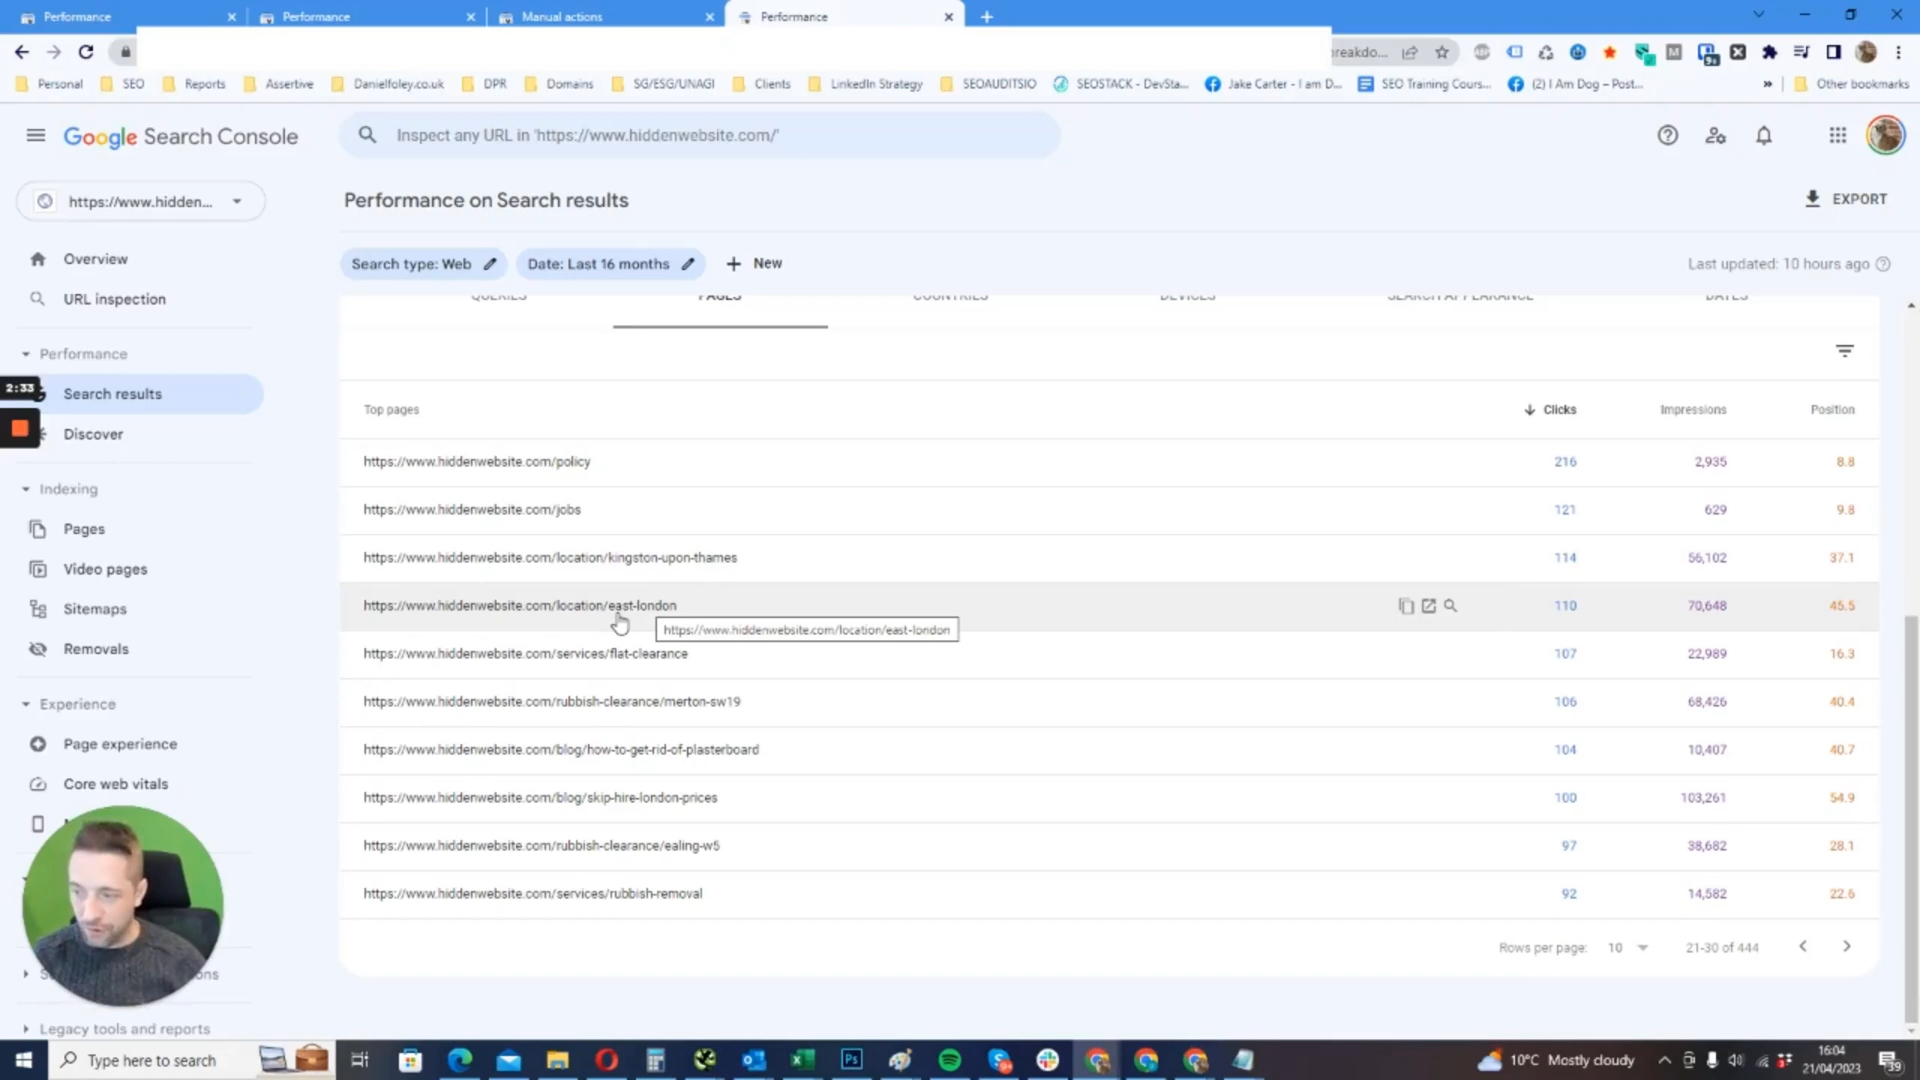 Performance
Performance
Manual actions
Performance
breakdo...
Personal
SEO
Reports
Assertive
Danielfoley.co.uk
DPR
Domains
SG/ESG/UNAGI
Clients
LinkedIn Strategy
SEOAUDITSIO
SEOSTACK - DevSta...
Jake Carter - I am D...
SEO Training Cours...
(2) I Am Dog – Post...
Other bookmarks
Google Search Console
Inspect any URL in 'https://www.hiddenwebsite.com/'
https://www.hidden...
Performance on Search results
EXPORT
Search type: Web
Date: Last 16 months
New
Last updated: 10 hours ago
Overview
URL inspection
Performance
Search results
Discover
2:33
Indexing
Pages
Video pages
Sitemaps
Removals
Experience
Page experience
Core web vitals
Legacy tools and reports
QUERIES PAGES COUNTRIES DEVICES SEARCH APPEARANCE DATES
Top pages Clicks Impressions Position
https://www.hiddenwebsite.com/policy 216 2,935 8.8
https://www.hiddenwebsite.com/jobs 121 629 9.8
https://www.hiddenwebsite.com/location/kingston-upon-thames 114 56,102 37.1
https://www.hiddenwebsite.com/location/east-london 110 70,648 45.5
https://www.hiddenwebsite.com/location/east-london
https://www.hiddenwebsite.com/services/flat-clearance 107 22,989 16.3
https://www.hiddenwebsite.com/rubbish-clearance/merton-sw19 106 68,426 40.4
https://www.hiddenwebsite.com/blog/how-to-get-rid-of-plasterboard 104 10,407 40.7
https://www.hiddenwebsite.com/blog/skip-hire-london-prices 100 103,261 54.9
https://www.hiddenwebsite.com/rubbish-clearance/ealing-w5 97 38,682 28.1
https://www.hiddenwebsite.com/services/rubbish-removal 92 14,582 22.6
Rows per page: 10 21-30 of 444
Type here to search
10°C Mostly cloudy
16:04
21/04/2023
39